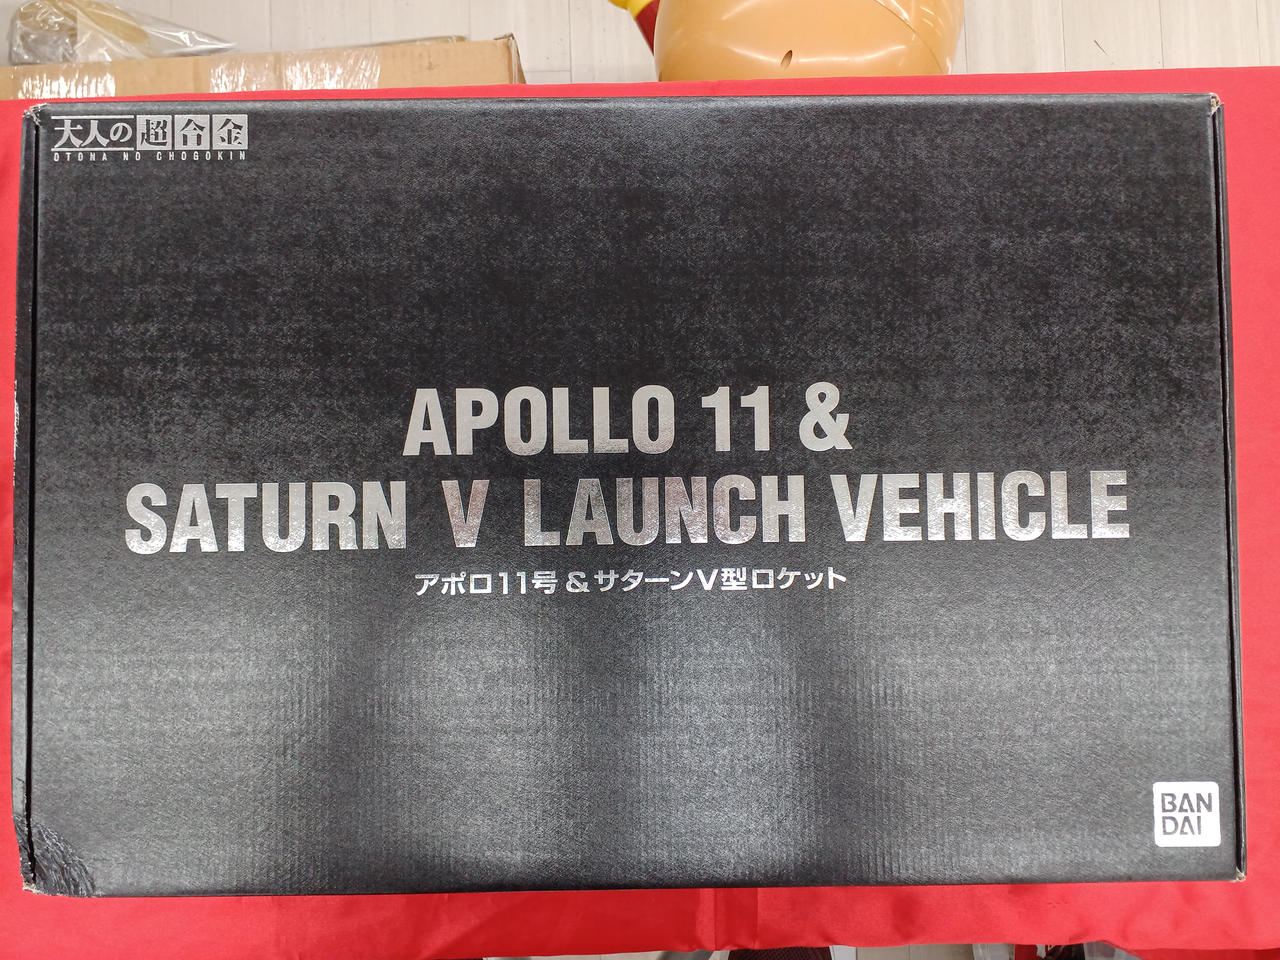 大人の超合金
OTONA NO CHOGOKIN
APOLLO 11 &
SATURN V LAUNCH VEHICLE
アポロ11号&サターンV型ロケット
BAN
DAI